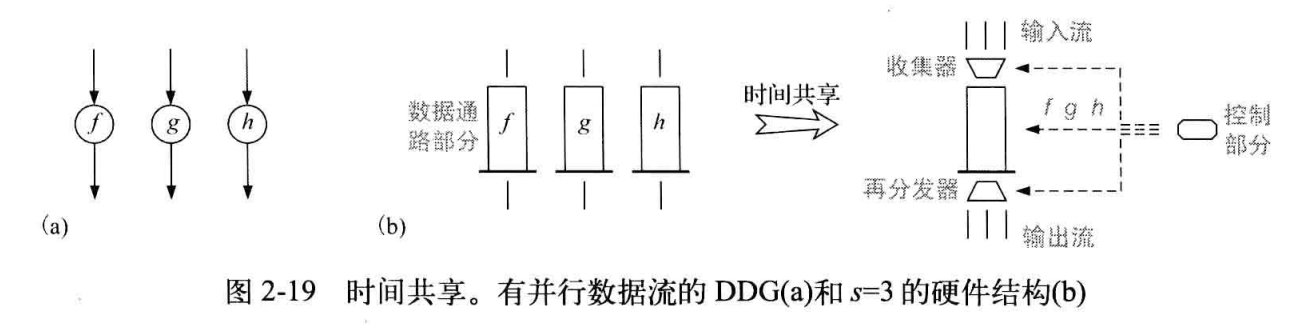 输入流
收集器
f g h
数据通
路部分
f g h
时间共享
f g h
控制
部分
再分发器
(a)
(b)
输出流
图 2-19 时间共享。有并行数据流的 DDG(a)和 s=3 的硬件结构(b)